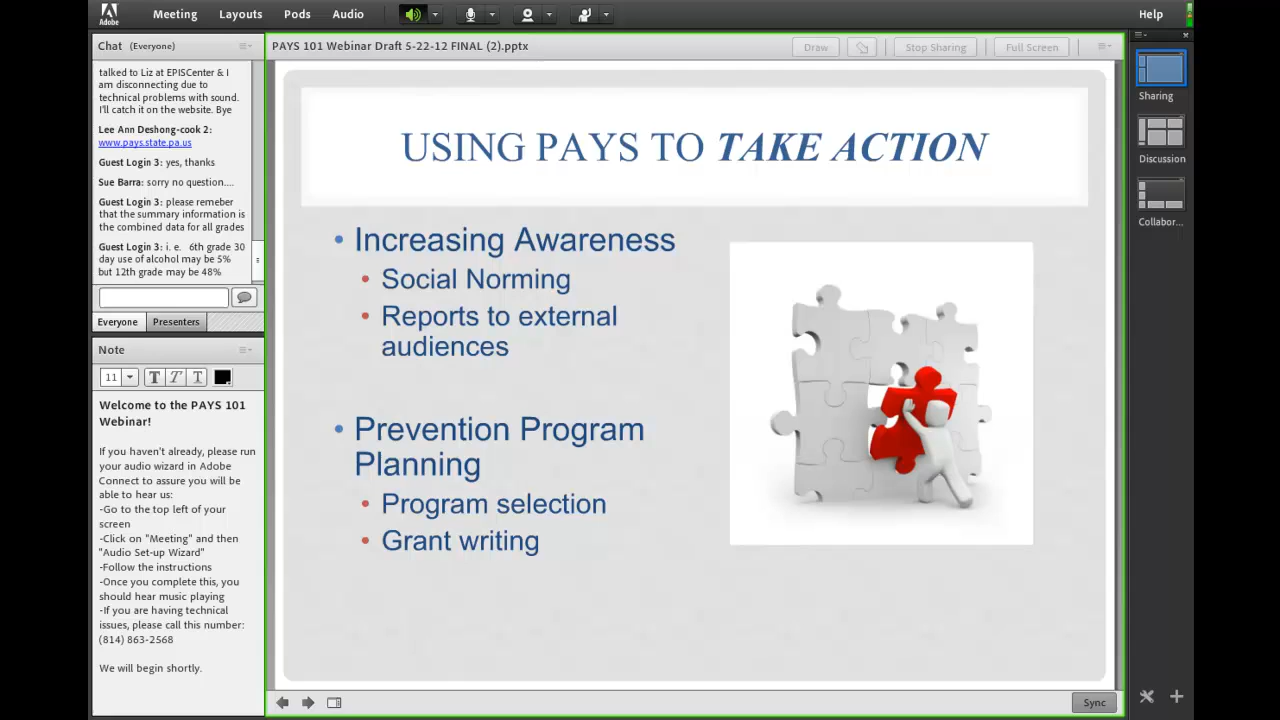 Adobe
Meeting
Layouts
Pods
Audio
Help
Chat (Everyone)
talked to Liz at EPISCenter & I
am disconnecting due to
technical problems with sound.
I'll catch it on the website. Bye
Lee Ann Deshong-cook 2:
www.pays.state.pa.us
Guest Login 3: yes, thanks
Sue Barra: sorry no question....
Guest Login 3: please remeber
that the summary information is
the combined data for all grades
Guest Login 3: i. e. 6th grade 30
day use of alcohol may be 5%
but 12th grade may be 48%
Everyone
Presenters
Note
11
T T T
Welcome to the PAYS 101
Webinar!
If you haven't already, please run
your audio wizard in Adobe
Connect to assure you will be
able to hear us:
-Go to the top left of your
screen
-Click on "Meeting" and then
"Audio Set-up Wizard"
-Follow the instructions
-Once you complete this, you
should hear music playing
-If you are having technical
issues, please call this number:
(814) 863-2568
We will begin shortly.
PAYS 101 Webinar Draft 5-22-12 FINAL (2).pptx
Draw
Stop Sharing
Full Screen
USING PAYS TO TAKE ACTION
• Increasing Awareness
• Social Norming
• Reports to external
audiences
• Prevention Program
Planning
• Program selection
• Grant writing
Sync
Sharing
Discussion
Collabor...